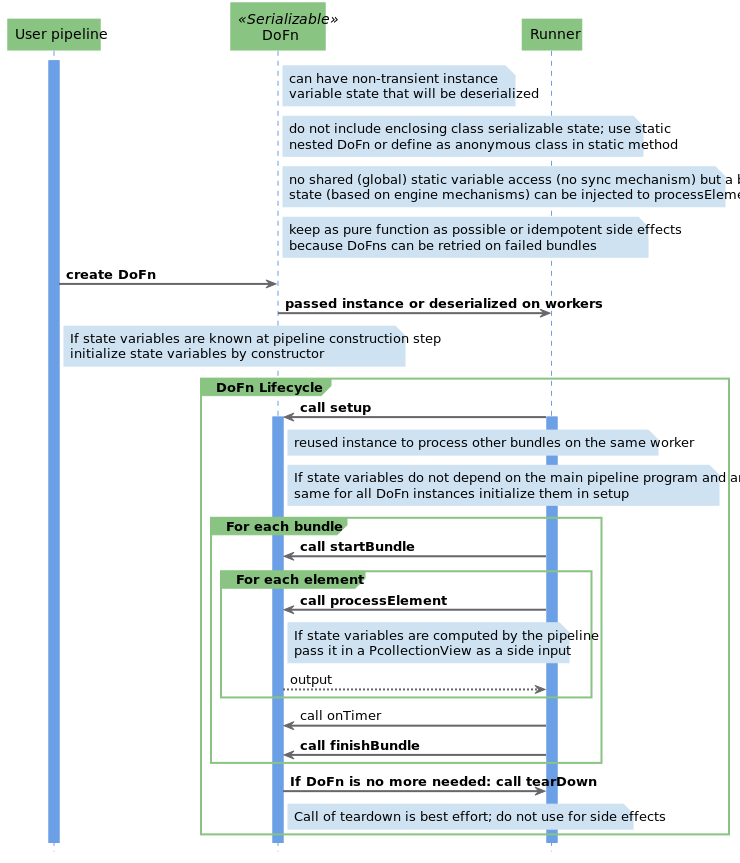 «Serializable»
User pipeline
DoFn
Runner
can have non-transient instance
variable state that will be deserialized
do not include enclosing class serializable state; use static
nested DoFn or define as anonymous class in static method
no shared (global) static variable access (no sync mechanism) but a
state (based on engine mechanisms) can be injected to
keep as pure function as possible or idempotent side effects
because DoFns can be retried on failed bundles
create DoFn
passed instance or deserialized on workers
If state variables are known at pipeline construction step
initialize state variables by constructor
DoFn Lifecycle
call setup
reused instance to process other bundles on the same worker
If state variables do not depend on the main pipeline program and
same for all DoFn instances initialize them in setup
For each bundle
call startBundle
For each element
call processElement
If state variables are computed by the pipeline
pass it in a PcollectionView as a side input
output
call onTimer
call finishBundle
If DoFn is no more needed: call tearDown
Call of teardown is best effort; do not use for side effects